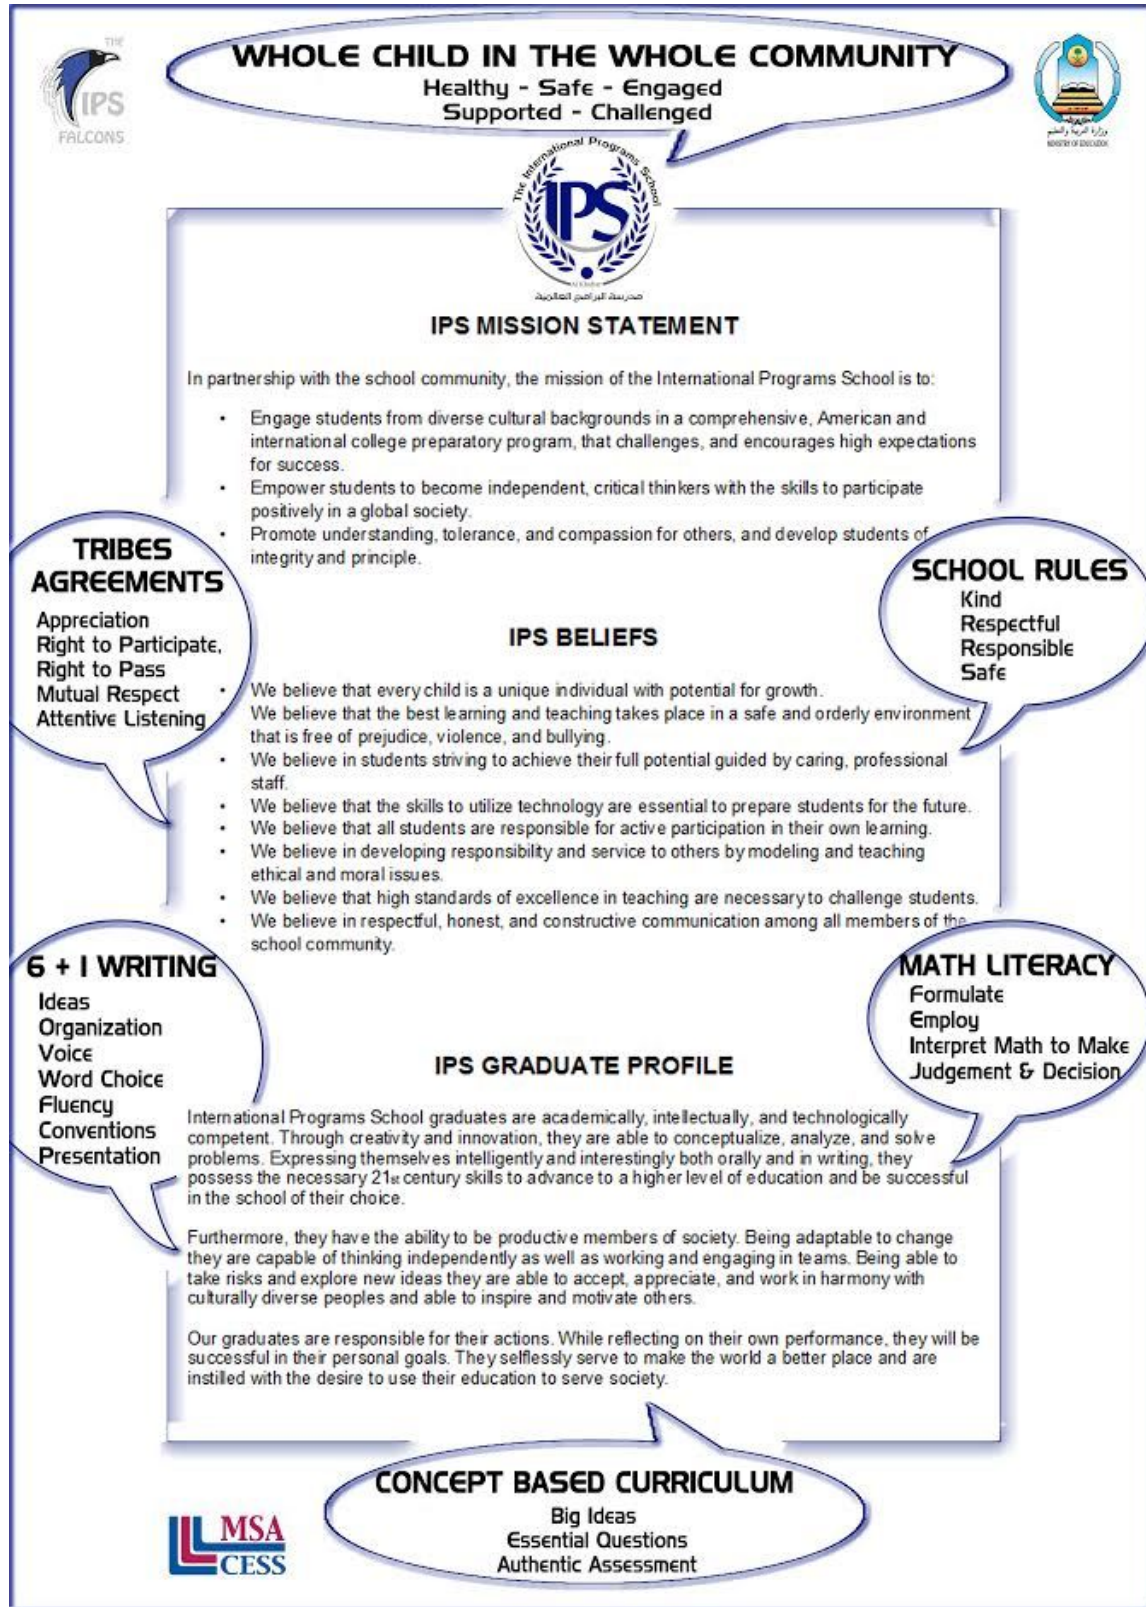 THE
IPS
FALCONS
WHOLE CHILD IN THE WHOLE COMMUNITY
Healthy - Safe - Engaged
Supported - Challenged
وزارة التربية والتعليم
MINISTRY OF EDUCATION
The International Programs School
IPS
Al Khobar
مدرسة البرامج العالمية
IPS MISSION STATEMENT
In partnership with the school community, the mission of the International Programs School is to:
• Engage students from diverse cultural backgrounds in a comprehensive, American and
international college preparatory program, that challenges, and encourages high expectations
for success.
• Empower students to become independent, critical thinkers with the skills to participate
positively in a global society.
• Promote understanding, tolerance, and compassion for others, and develop students of
integrity and principle.
TRIBES
AGREEMENTS
Appreciation
Right to Participate,
Right to Pass
Mutual Respect
Attentive Listening
SCHOOL RULES
Kind
Respectful
Responsible
Safe
IPS BELIEFS
• We believe that every child is a unique individual with potential for growth.
• We believe that the best learning and teaching takes place in a safe and orderly environment
that is free of prejudice, violence, and bullying.
• We believe in students striving to achieve their full potential guided by caring, professional
staff.
• We believe that the skills to utilize technology are essential to prepare students for the future.
• We believe that all students are responsible for active participation in their own learning.
• We believe in developing responsibility and service to others by modeling and teaching
ethical and moral issues.
• We believe that high standards of excellence in teaching are necessary to challenge students.
• We believe in respectful, honest, and constructive communication among all members of the
school community.
6 + 1 WRITING
Ideas
Organization
Voice
Word Choice
Fluency
Conventions
Presentation
MATH LITERACY
Formulate
Employ
Interpret Math to Make
Judgement & Decision
IPS GRADUATE PROFILE
International Programs School graduates are academically, intellectually, and technologically
competent. Through creativity and innovation, they are able to conceptualize, analyze, and solve
problems. Expressing themselves intelligently and interestingly both orally and in writing, they
possess the necessary 21st century skills to advance to a higher level of education and be successful
in the school of their choice.
Furthermore, they have the ability to be productive members of society. Being adaptable to change
they are capable of thinking independently as well as working and engaging in teams. Being able to
take risks and explore new ideas they are able to accept, appreciate, and work in harmony with
culturally diverse peoples and able to inspire and motivate others.
Our graduates are responsible for their actions. While reflecting on their own performance, they will be
successful in their personal goals. They selflessly serve to make the world a better place and are
instilled with the desire to use their education to serve society.
CONCEPT BASED CURRICULUM
Big Ideas
Essential Questions
Authentic Assessment
MSA
CESS